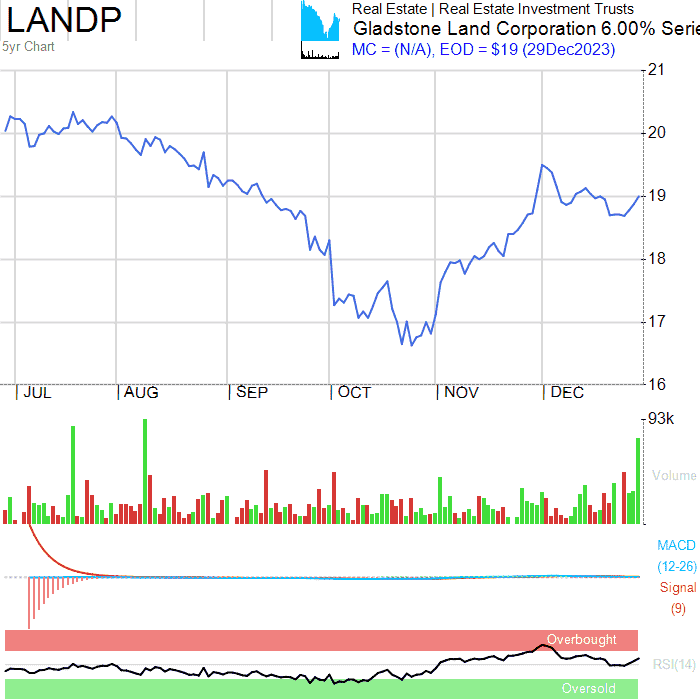 LANDP
5yr Chart
Real Estate | Real Estate Investment Trusts
Gladstone Land Corporation 6.00% Serie
MC = (N/A), EOD = $19 (29Dec2023)
21
20
19
18
17
16
JUL AUG SEP OCT NOV DEC
93k
Volume
MACD
(12-26)
Signal
(9)
Overbought
RSI(14)
Oversold